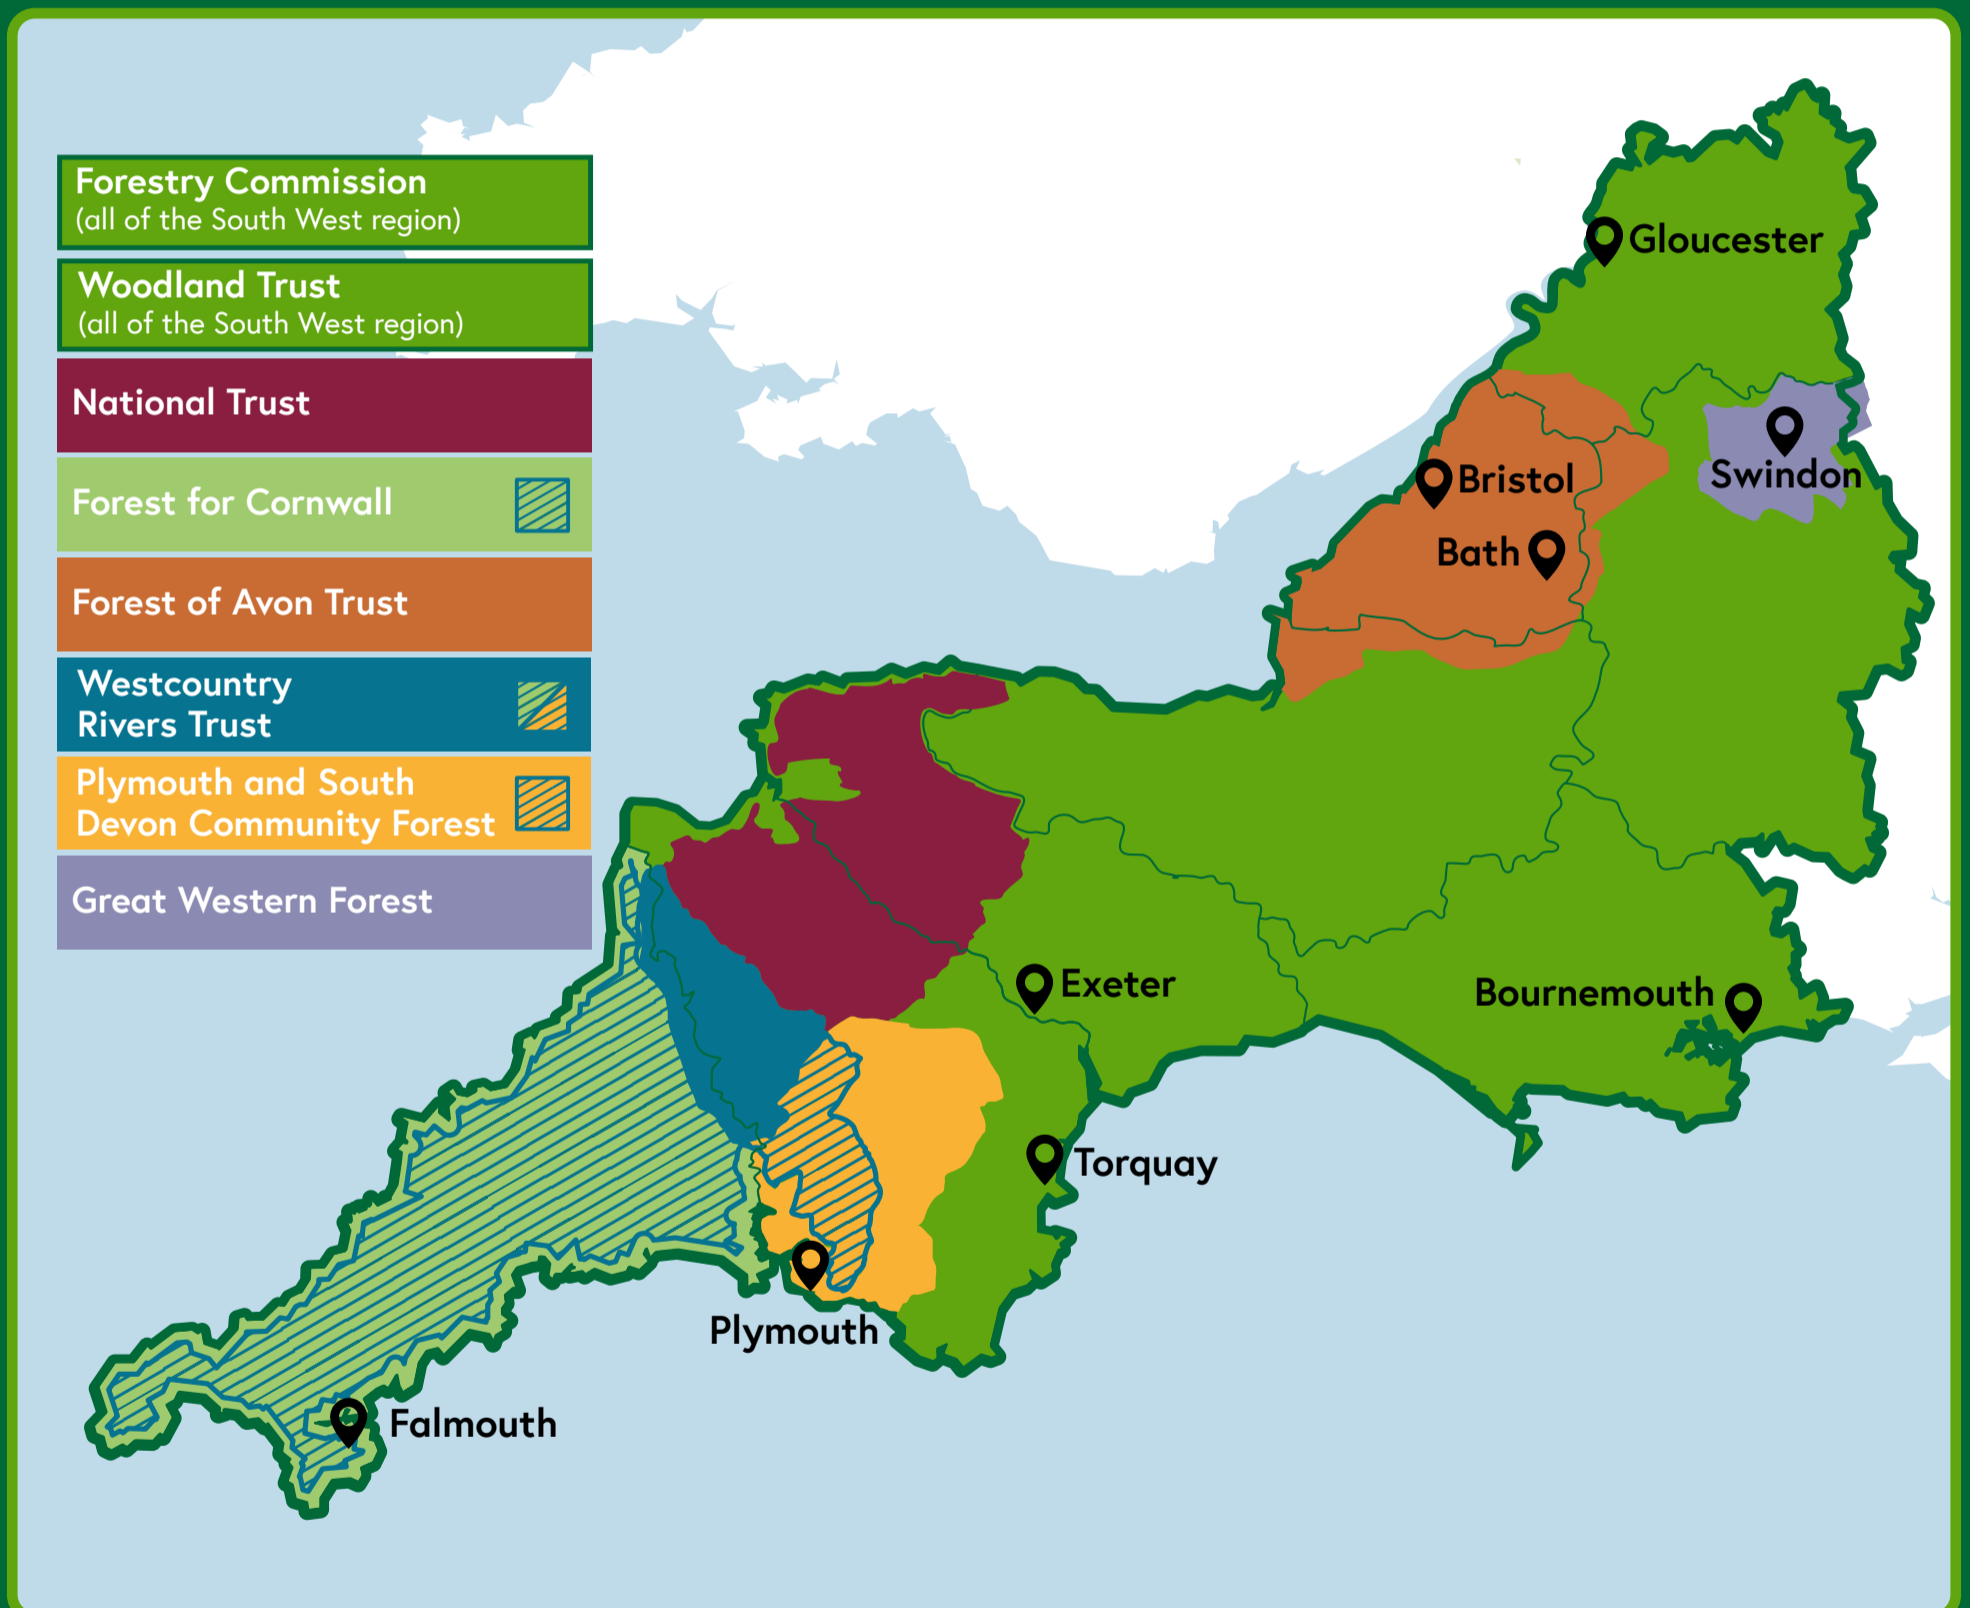 Forestry Commission
(all of the South West region)
Woodland Trust
(all of the South West region)
National Trust
Forest for Cornwall
Forest of Avon Trust
Westcountry
Rivers Trust
Plymouth and South
Devon Community Forest
Great Western Forest
Gloucester
Swindon
Bristol
Bath
Exeter
Bournemouth
Torquay
Plymouth
Falmouth